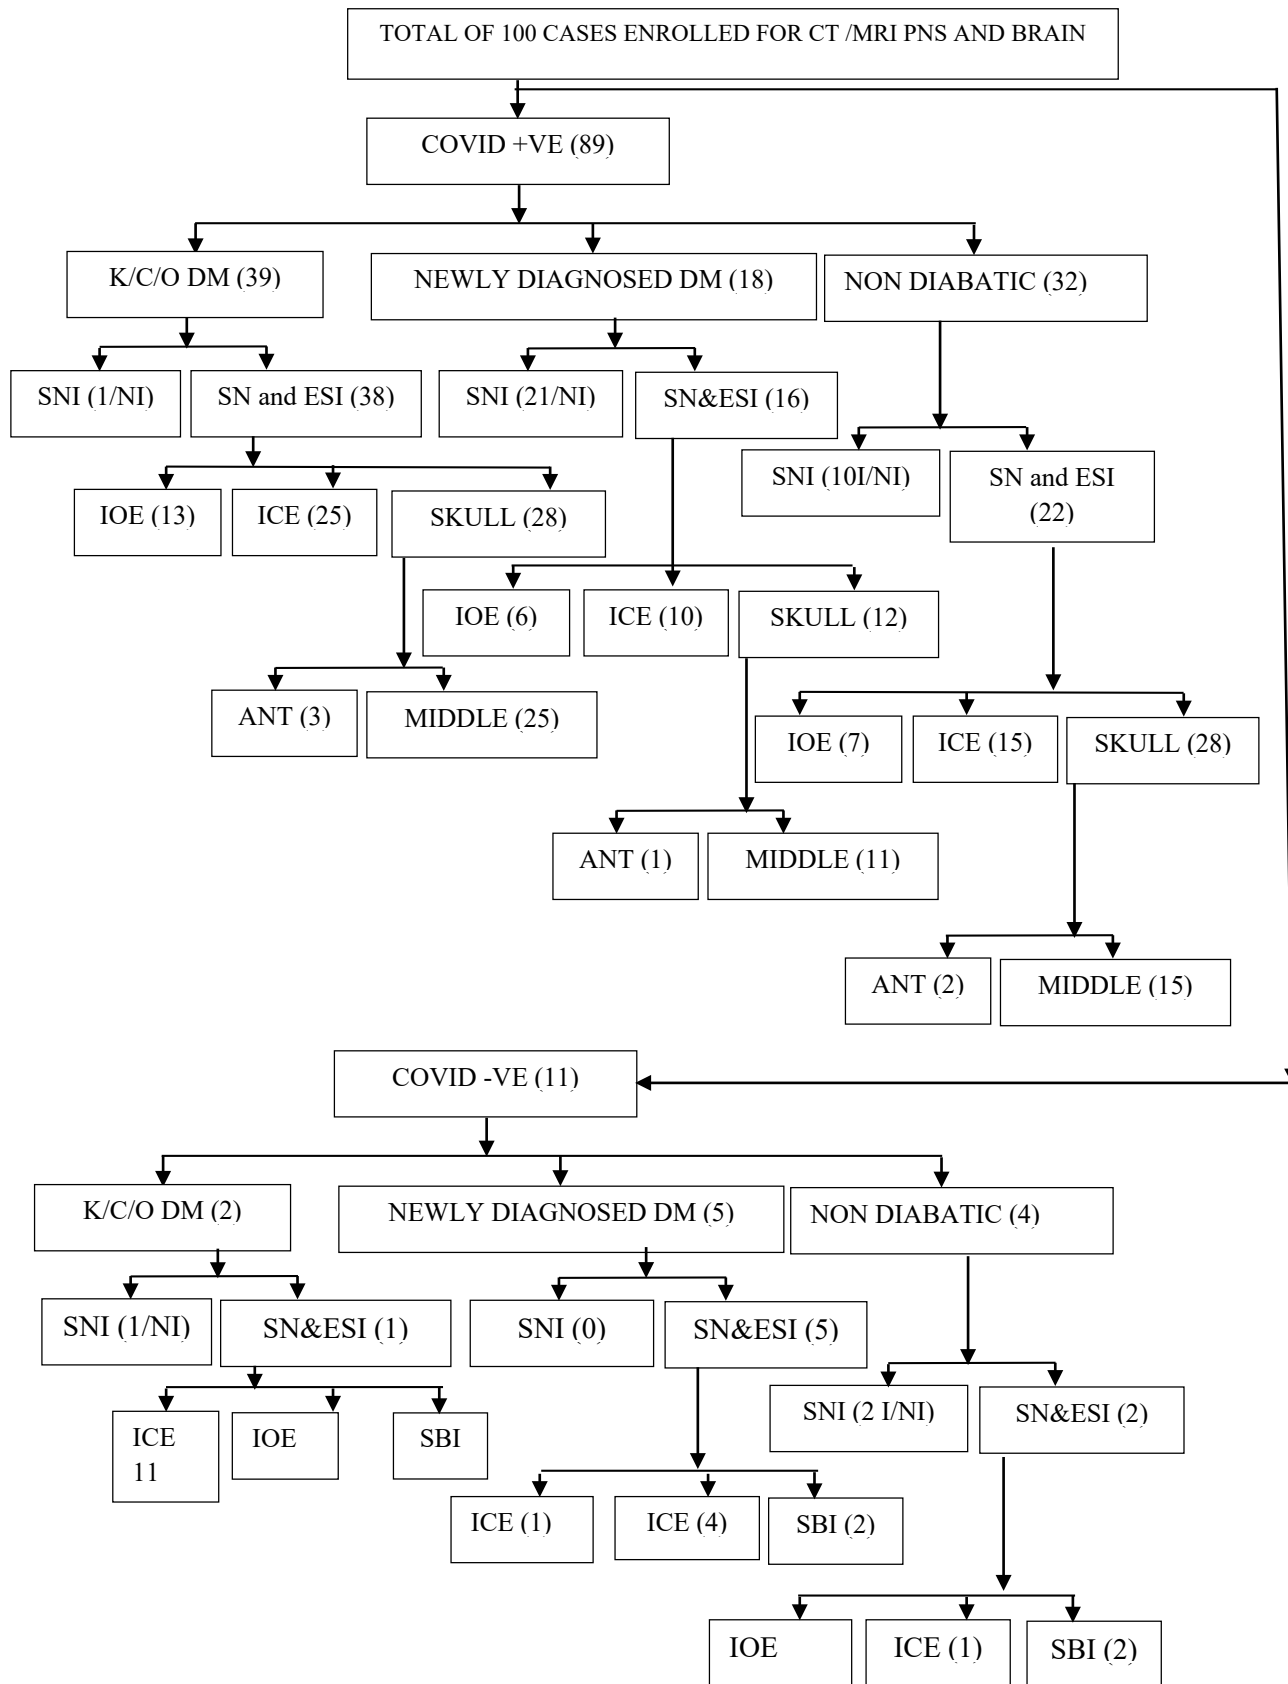 TOTAL OF 100 CASES ENROLLED FOR CT /MRI PNS AND BRAIN
COVID +VE (89)
K/C/O DM (39)
NEWLY DIAGNOSED DM (18)
NON DIABATIC (32)
SNI (1/NI)
SN and ESI (38)
SNI (21/NI)
SN&ESI (16)
SNI (10I/NI)
SN and ESI
(22)
IOE (13)
ICE (25)
SKULL (28)
IOE (6)
ICE (10)
SKULL (12)
ANT (3)
MIDDLE (25)
IOE (7)
ICE (15)
SKULL (28)
ANT (1)
MIDDLE (11)
ANT (2)
MIDDLE (15)
COVID -VE (11)
K/C/O DM (2)
NEWLY DIAGNOSED DM (5)
NON DIABATIC (4)
SNI (1/NI)
SN&ESI (1)
SNI (0)
SN&ESI (5)
SNI (2 I/NI)
SN&ESI (2)
ICE
11
IOE
SBI
ICE (1)
ICE (4)
SBI (2)
IOE
ICE (1)
SBI (2)